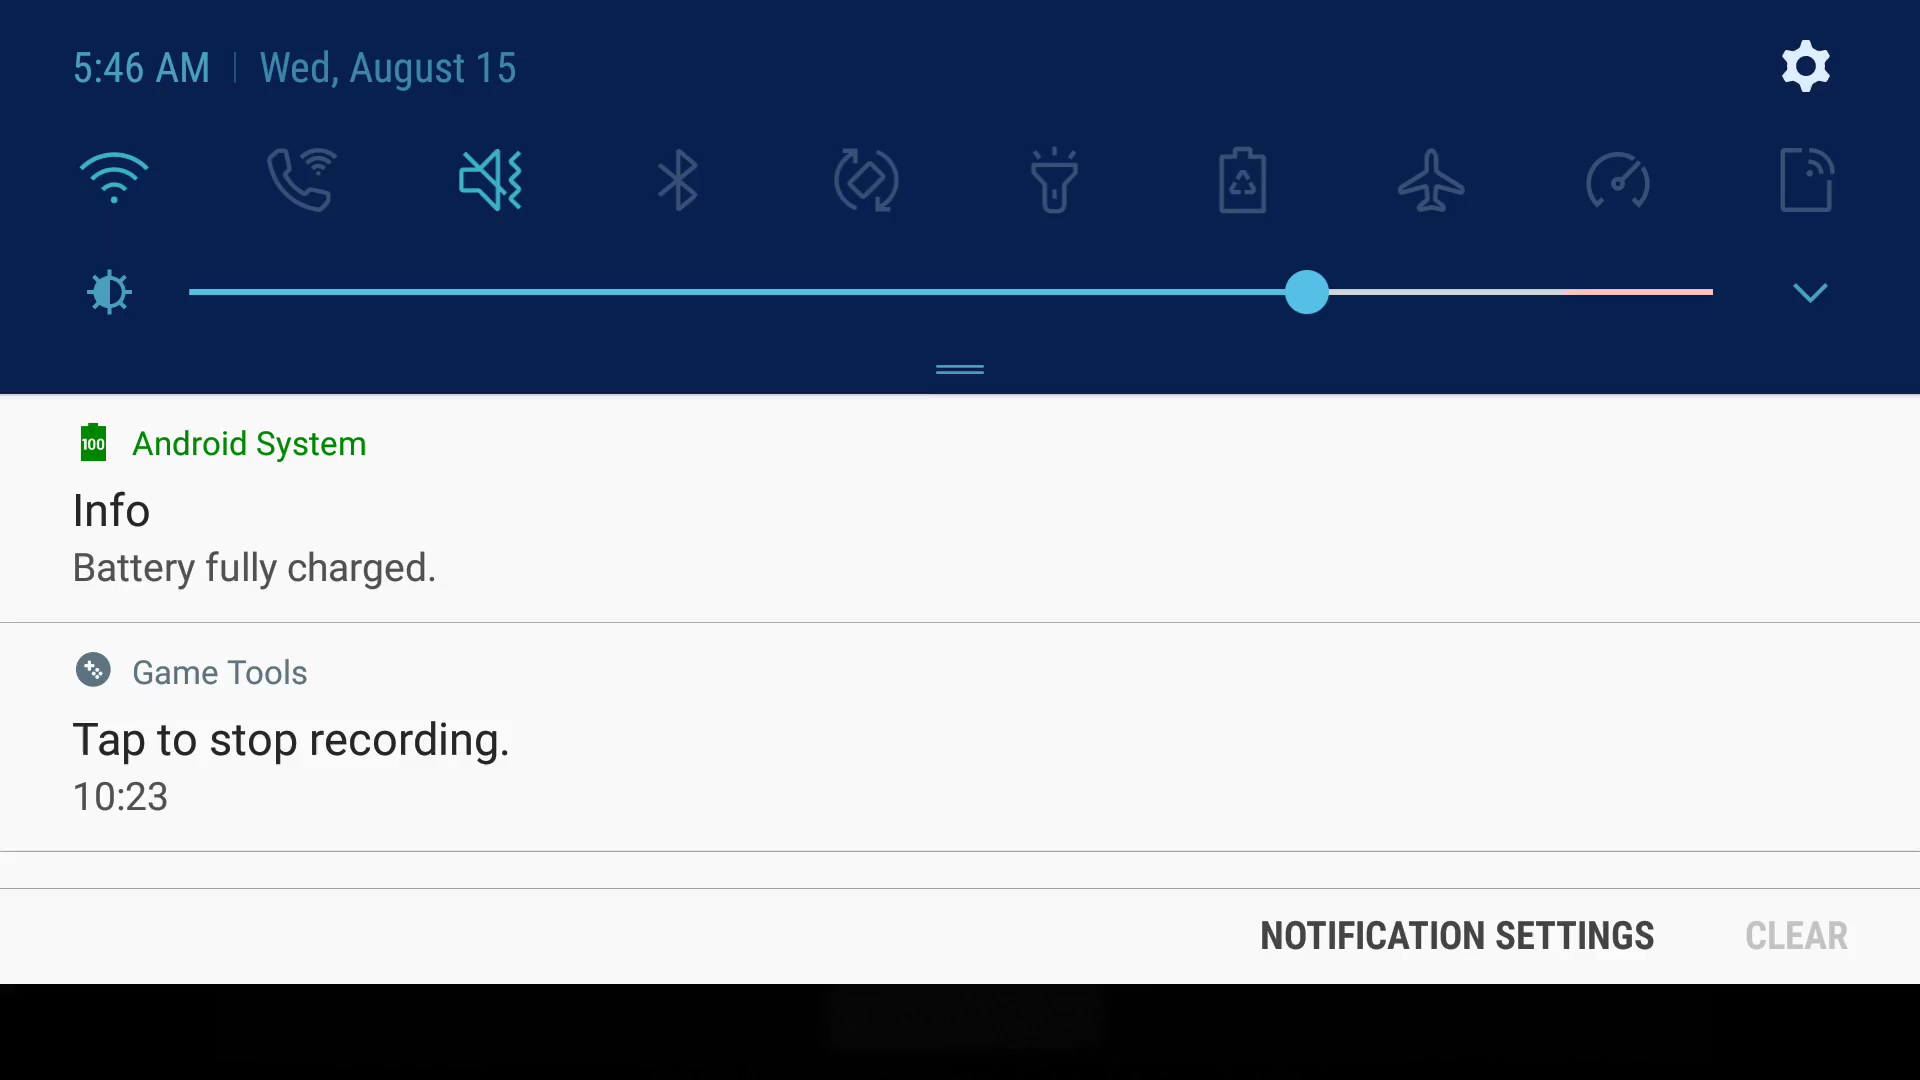 5:46 AM | Wed, August 15
100 Android System
Info
Battery fully charged.
Game Tools
Tap to stop recording.
10:23
NOTIFICATION SETTINGS CLEAR